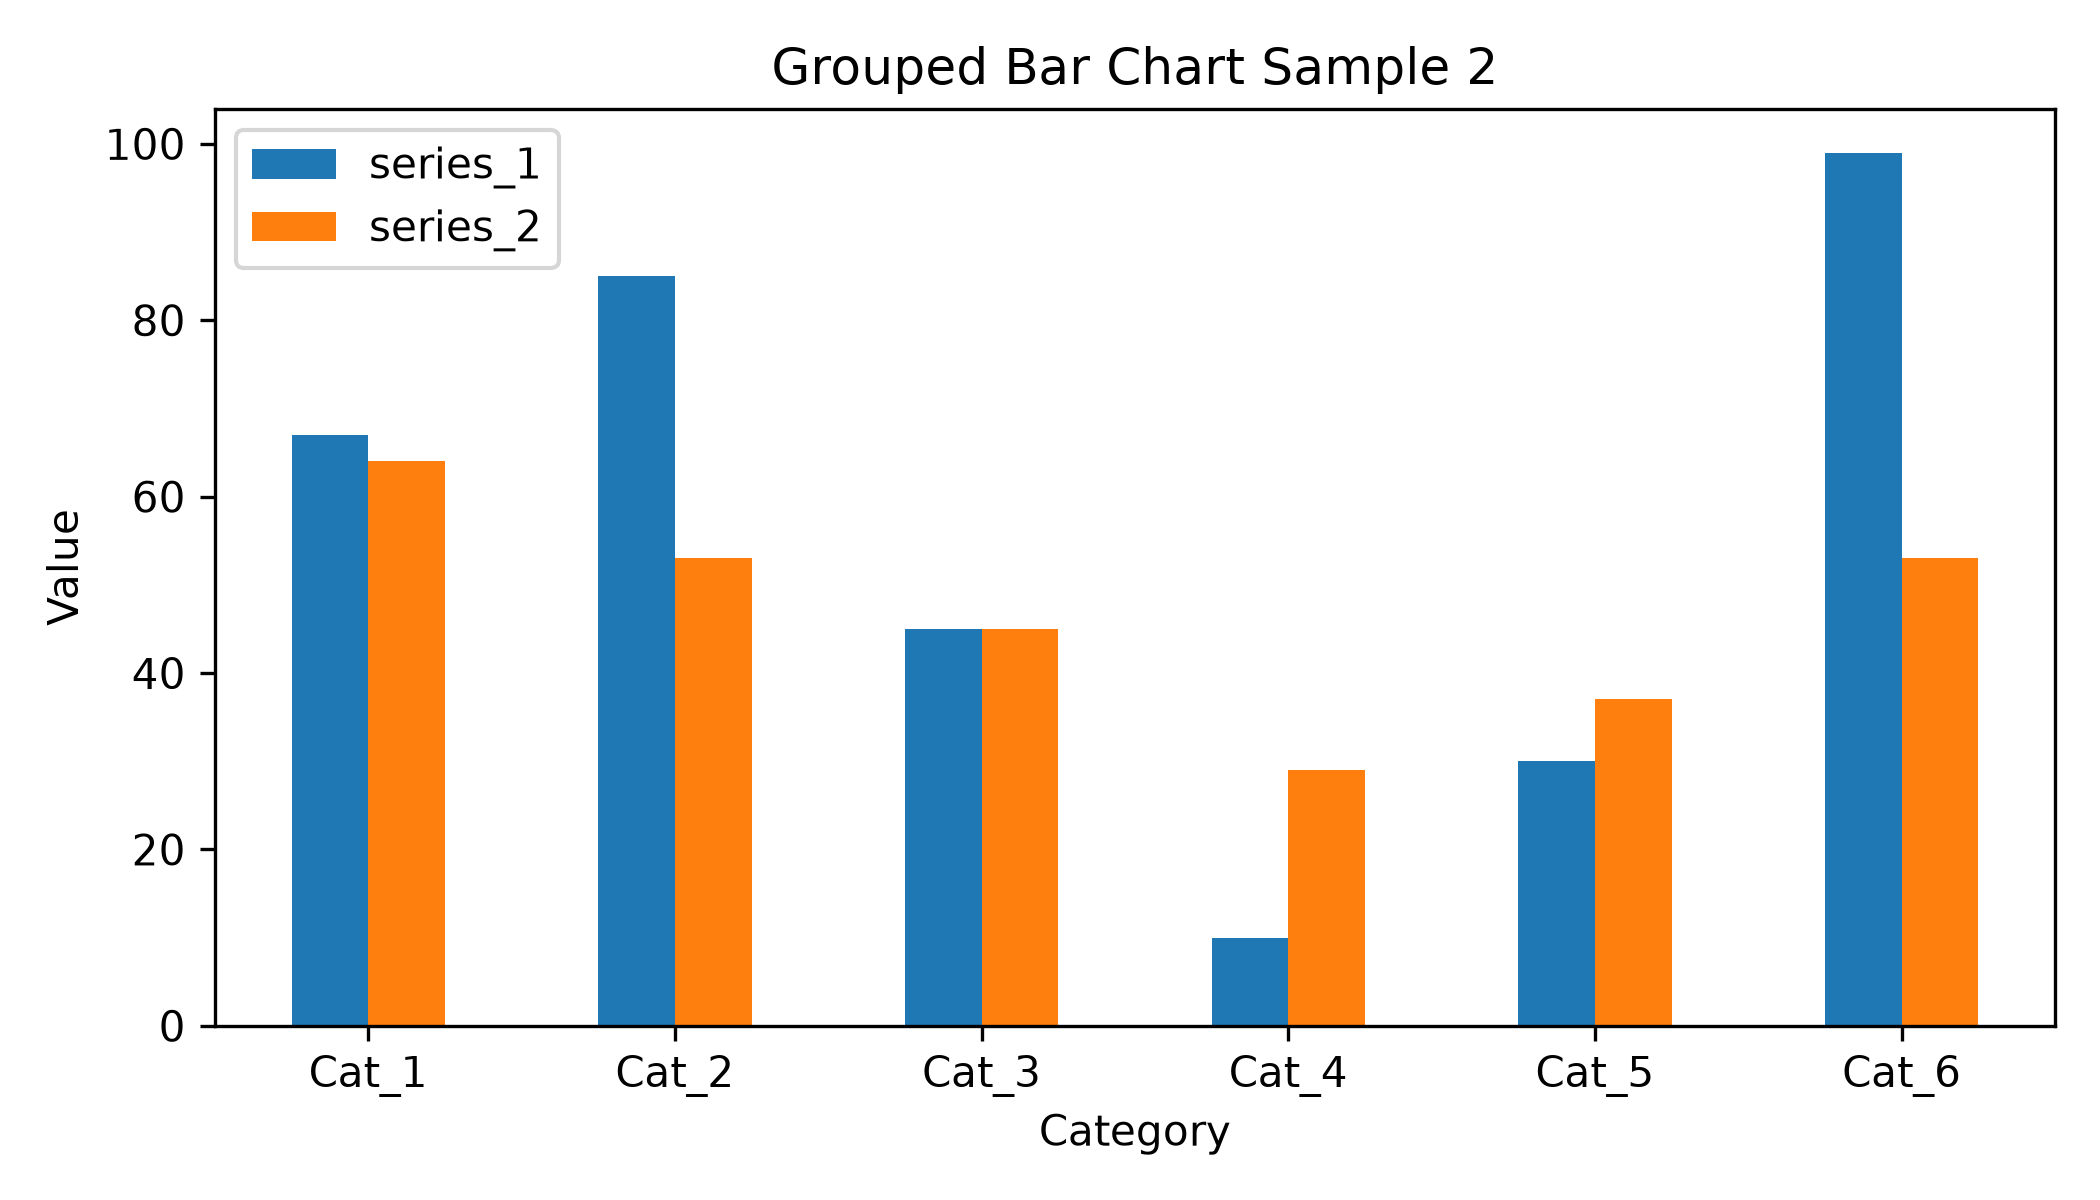 Grouped Bar Chart Sample 2
series_1
series_2
100
80
60
40
20
0
Value
Cat_1 Cat_2 Cat_3 Cat_4 Cat_5 Cat_6
Category